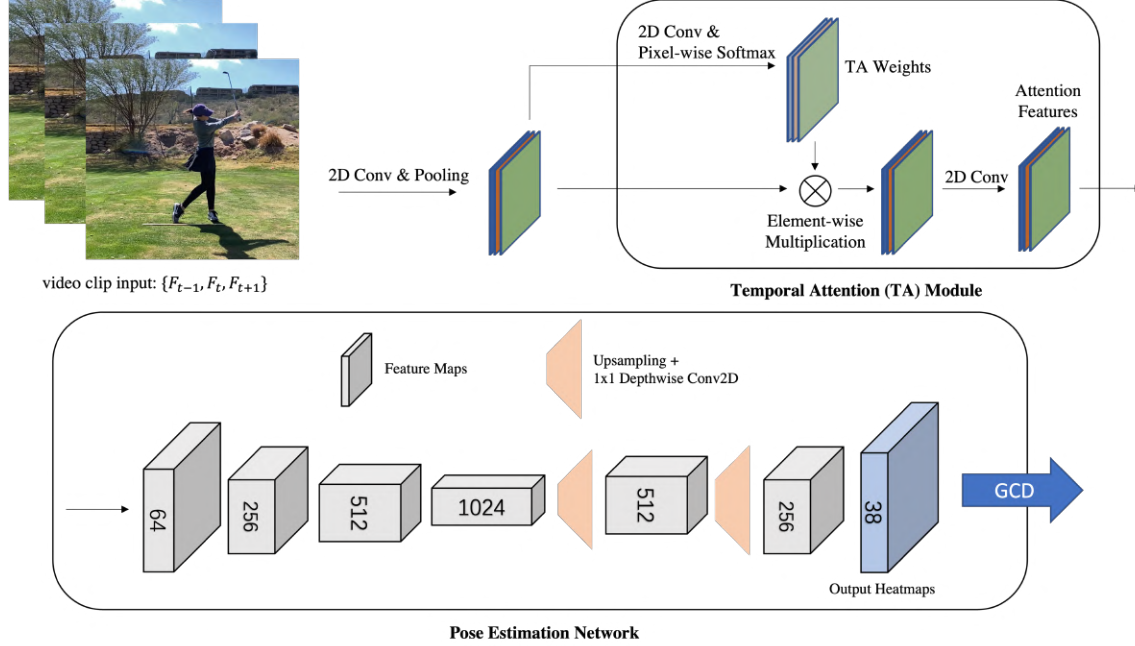 2D Conv &
Pixel-wise Softmax
TA Weights
Attention
Features
2D Conv & Pooling
2D Conv
Element-wise
Multiplication
video clip input: {F_{t−1}, F_t, F_{t+1}}
Temporal Attention (TA) Module
Feature Maps
Upsampling +
1x1 Depthwise Conv2D
64
256
512
1024
512
256
38
GCD
Output Heatmaps
Pose Estimation Network